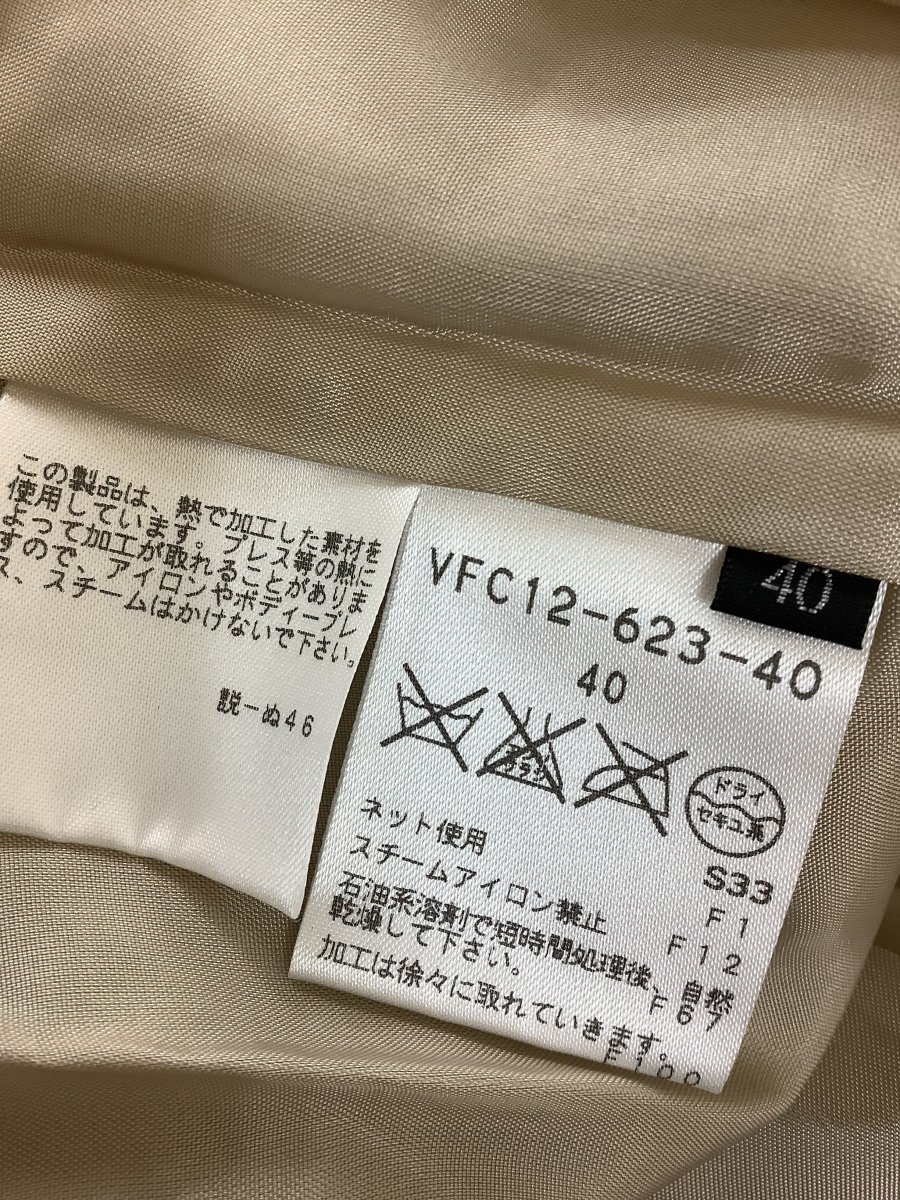 この製品は、熱で加工した素材を
使用しています。プレス等の熱に
よって加工が取れることがありま
すので、アイロンやボディープレ
ス、スチームはかけないで下さい。
説-ぬ46
40
VFC12-623-40
40
エンソ
サラシ
ドライ
セキユ系
S33
ネット使用 F1
スチームアイロン禁止 F12
石油系溶剤で短時間処理後、自然
乾燥して下さい。 F67
加工は徐々に取れていきます。
F100